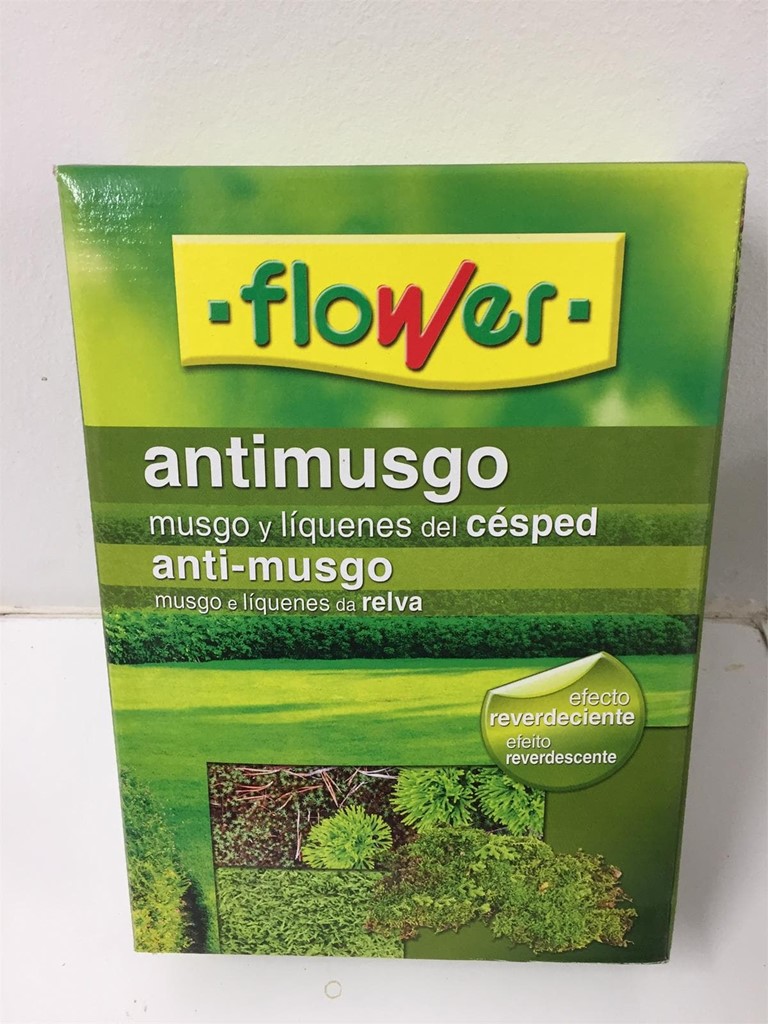 flower
antimusgo
musgo y líquenes del césped
anti-musgo
musgo e líquenes da relva
efecto
reverdeciente
efeito
reverdescente